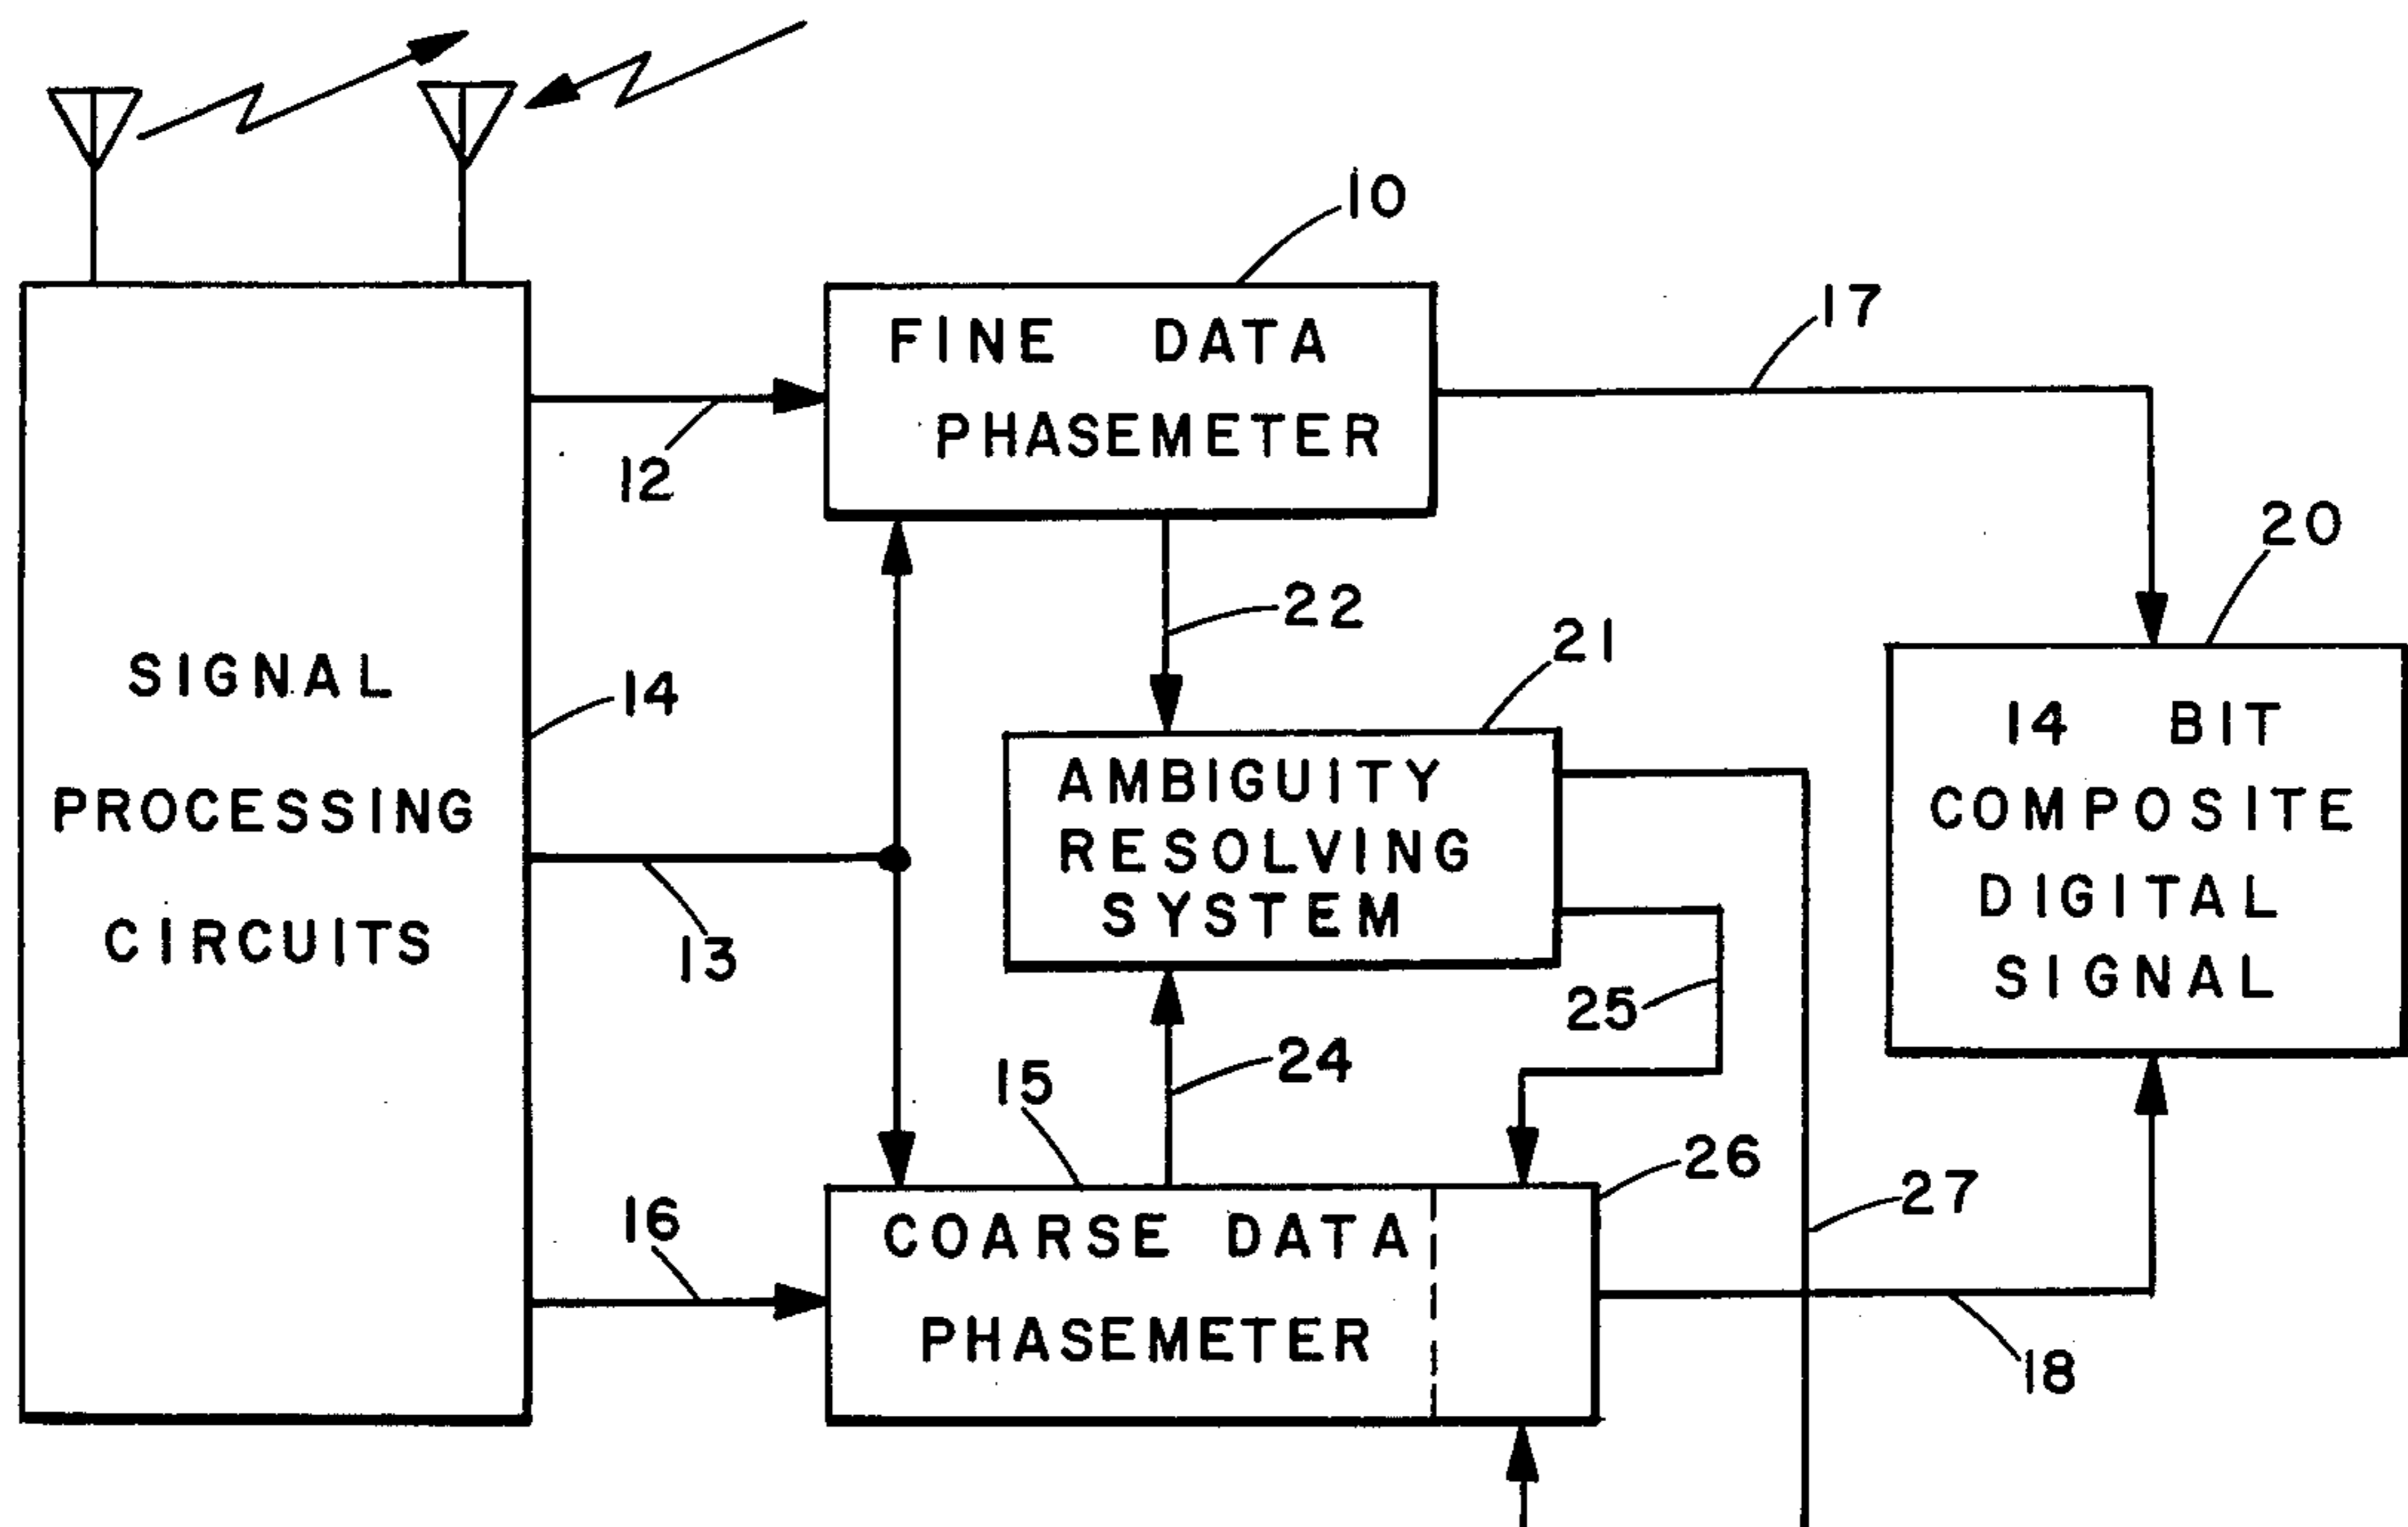 10
FINE DATA
PHASEMETER
17
12
20
22
21
SIGNAL
PROCESSING
CIRCUITS
14
13
AMBIGUITY
RESOLVING
SYSTEM
14 BIT
COMPOSITE
DIGITAL
SIGNAL
25
24
15
26
27
16
COARSE DATA
PHASEMETER
18